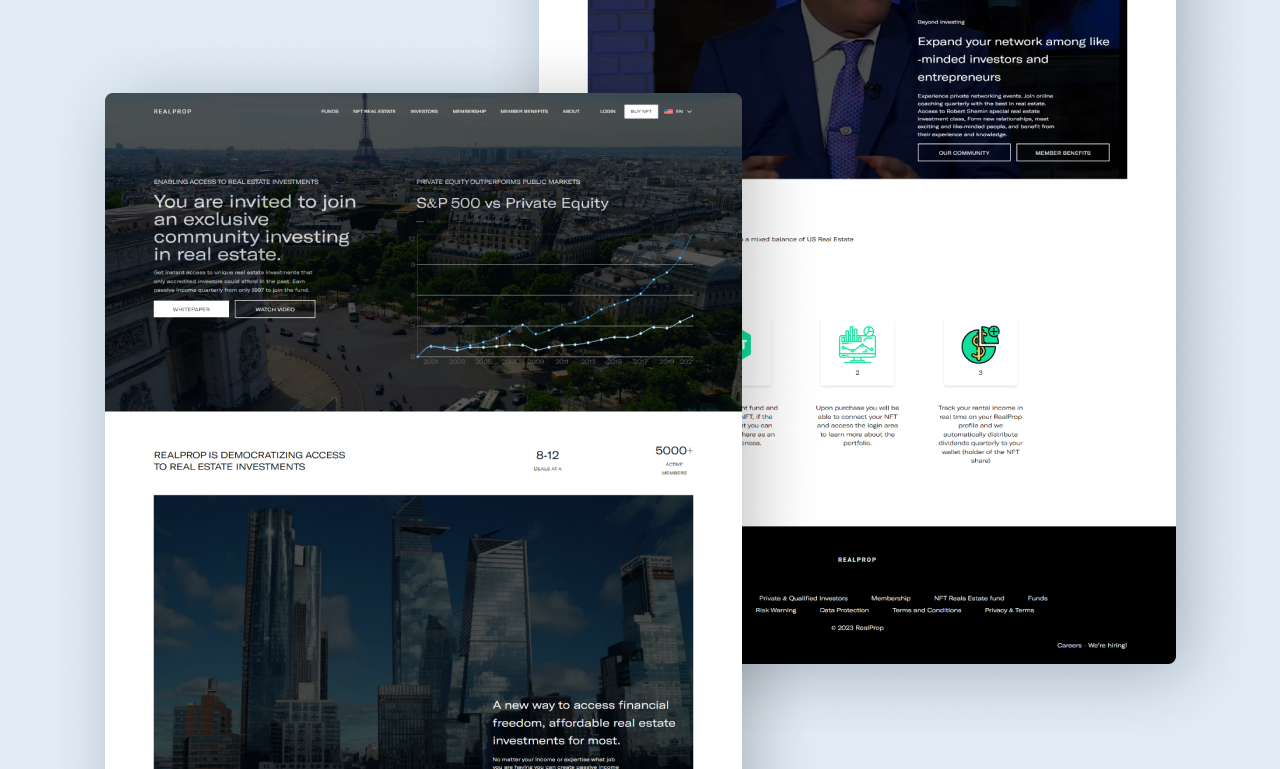 REALPROP
FUNDS NFT REAL ESTATE INVESTORS MEMBERSHIP MEMBER BENEFITS ABOUT LOGIN BUY NFT EN
ENABLING ACCESS TO REAL ESTATE INVESTMENTS
You are invited to join
an exclusive
community investing
in real estate.
Get instant access to unique real estate investments that
only accredited investors could afford in the past. Earn
passive income quarterly from only 199? to join the fund.
WHITEPAPER WATCH VIDEO
PRIVATE EQUITY OUTPERFORMS PUBLIC MARKETS
S&P 500 vs Private Equity
2001 2003 2005 2007 2009 2011 2013 2015 2017 2019 202
REALPROP IS DEMOCRATIZING ACCESS
TO REAL ESTATE INVESTMENTS
8-12
DEALS AT A
5000+
ACTIVE
MEMBERS
A new way to access financial
freedom, affordable real estate
investments for most.
No matter your income or expertise what job
you are having you can create passive income
Beyond Investing
Expand your network among like
-minded investors and
entrepreneurs
Experience private networking events. Join online
coaching quarterly with the best in real estate.
Access to Robert Shemin special real estate
investment class, Form new relationships, meet
exciting and like-minded people, and benefit from
their experience and knowledge.
OUR COMMUNITY MEMBER BENEFITS
a mixed balance of US Real Estate
T
nt fund and
NFT, if the
t you can
here as an
enses.
2
Upon purchase you will be
able to connect your NFT
and access the login area
to learn more about the
portfolio.
3
Track your rental income in
real time on your RealProp
profile and we
automatically distribute
dividends quarterly to your
wallet (holder of the NFT
share)
REALPROP
Private & Qualified Investors Membership NFT Reals Estate fund Funds
Risk Warning Data Protection Terms and Conditions Privacy & Terms
© 2023 RealProp
Careers We're hiring!